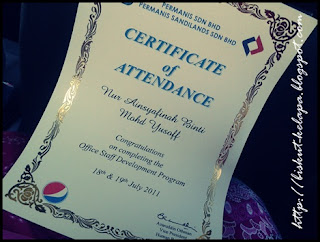 PERMANIS SDN BHD
PERMANIS SANDILANDS SDN BHD
CERTIFICATE
of
ATTENDANCE
Nur Ainsyafinah Binti
Mohd Yusoff
Congratulations
on completing the
Office Staff Development Program
18th & 19th July 2011
http://biskut-kelapa.blogspot.com